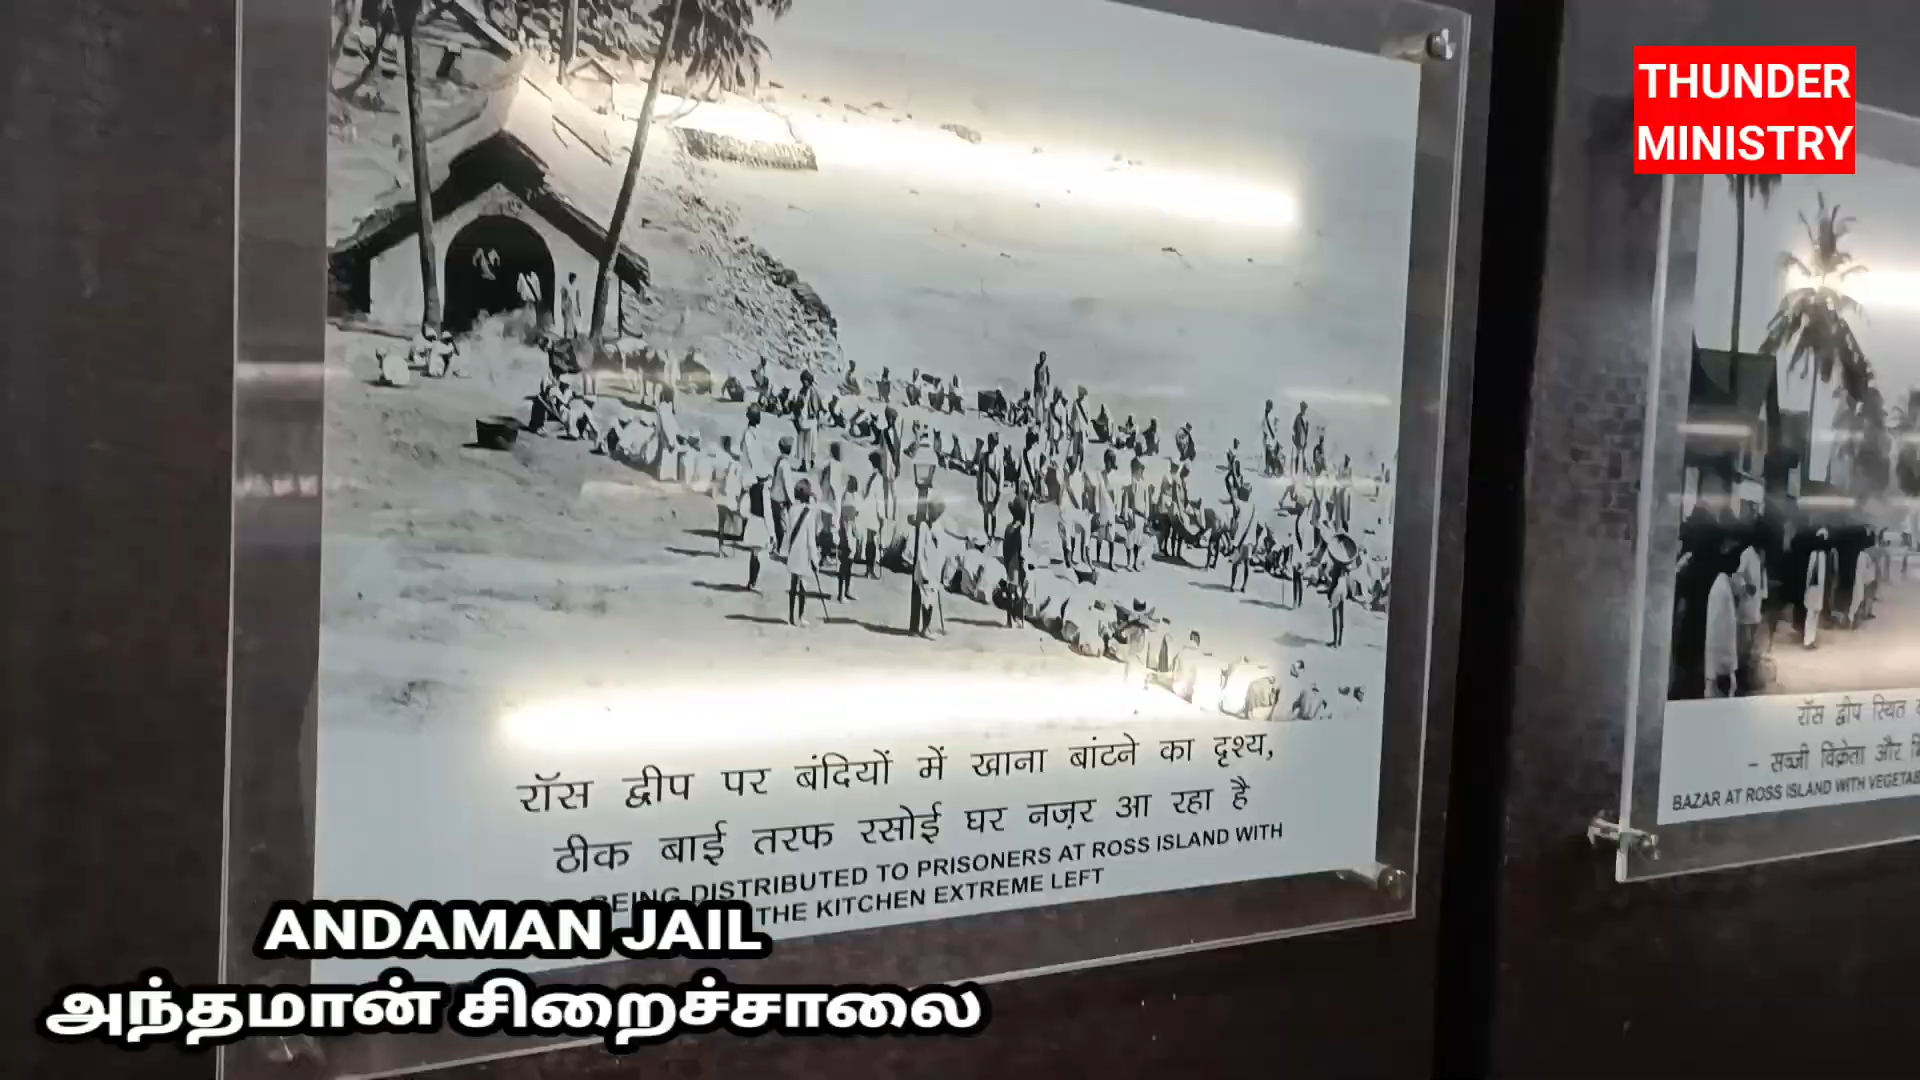 THUNDER
MINISTRY
रॉस द्वीप पर बंदियों में खाना बांटने का दृश्य,
ठीक बाई तरफ रसोई घर नज़र आ रहा है
BEING DISTRIBUTED TO PRISONERS AT ROSS ISLAND WITH
THE KITCHEN EXTREME LEFT
रॉस द्वीप स्थित
- सब्जी विक्रेता और
BAZAR AT ROSS ISLAND WITH
ANDAMAN JAIL
அந்தமான் சிறைச்சாலை